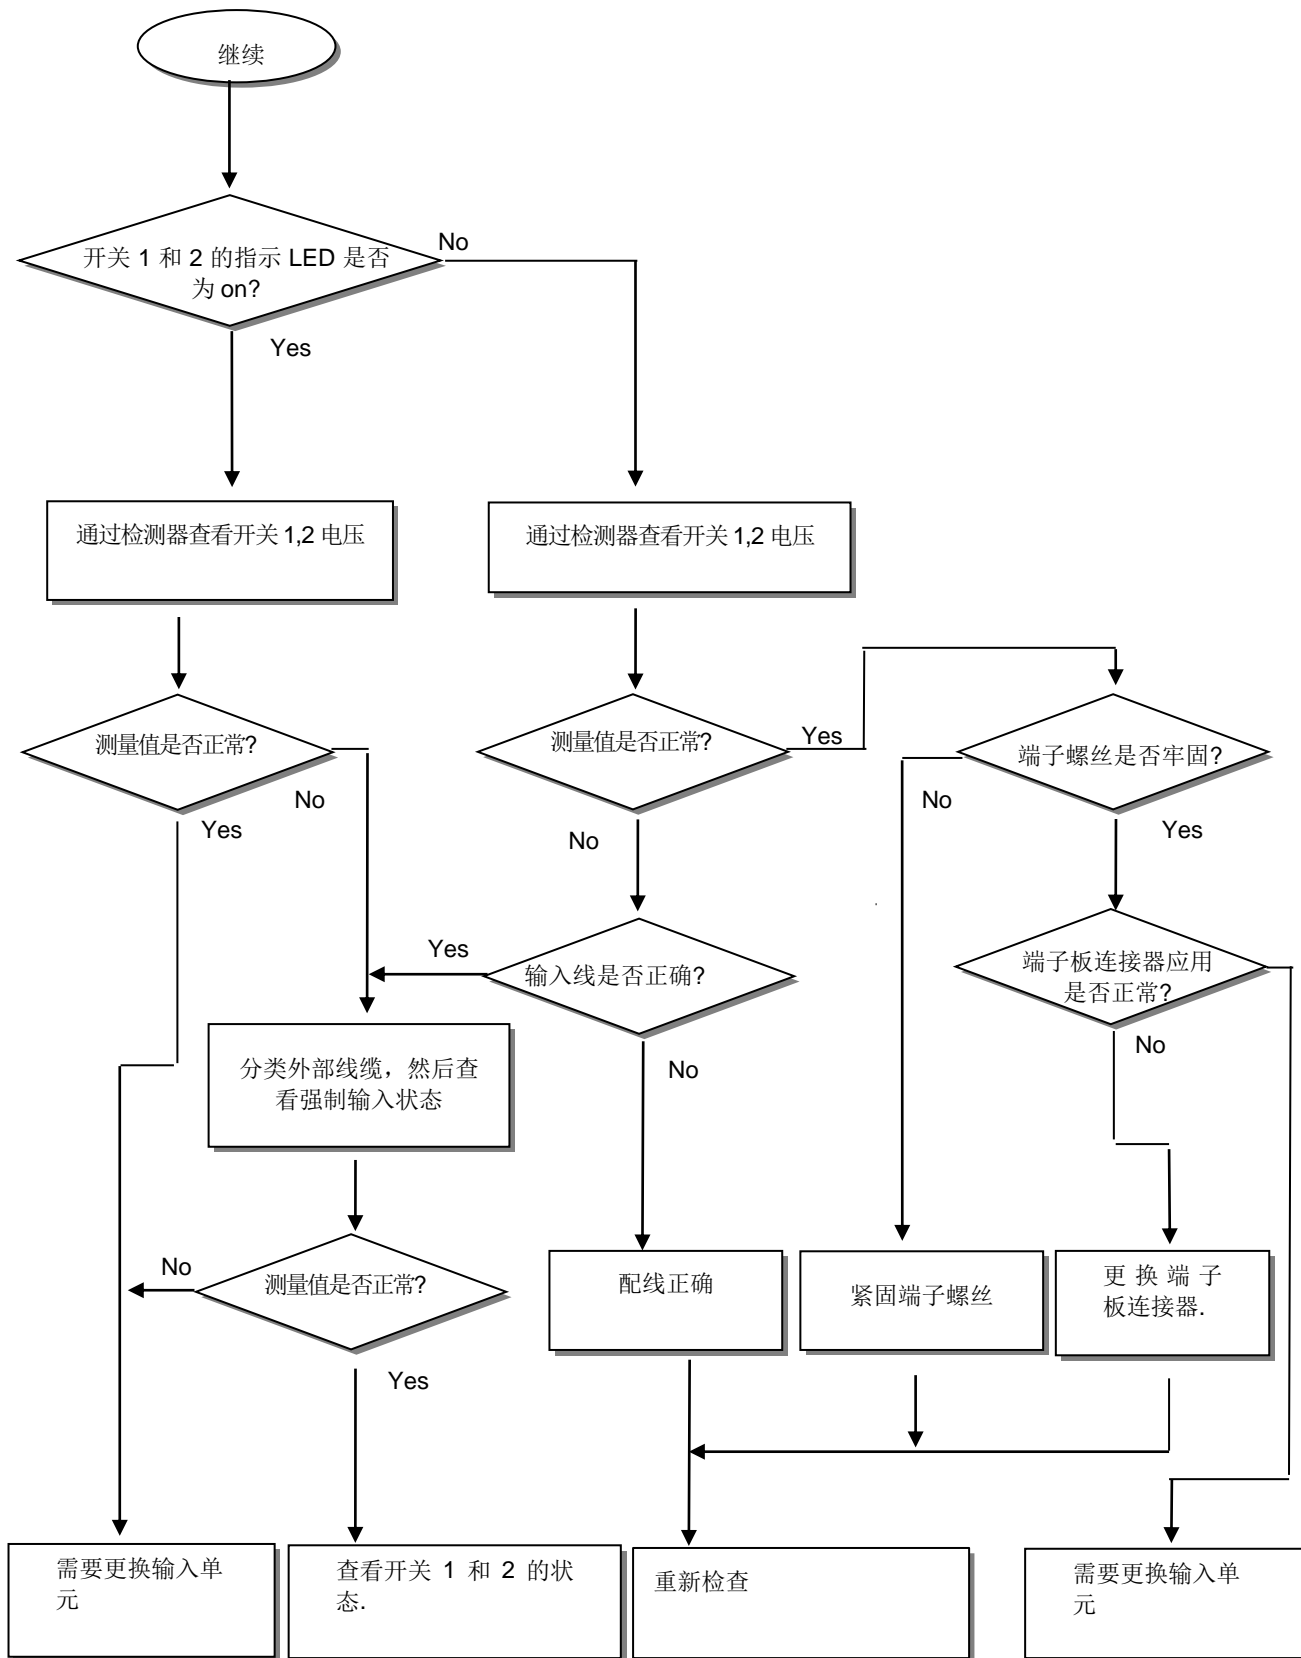 继续
开关 1 和 2 的指示 LED 是否
为 on?
No
Yes
通过检测器查看开关 1,2 电压
通过检测器查看开关 1,2 电压
测量值是否正常?
No
Yes
测量值是否正常?
Yes
No
端子螺丝是否牢固?
No
Yes
输入线是否正确?
Yes
No
端子板连接器应用
是否正常?
No
分类外部线缆，然后查
看强制输入状态
测量值是否正常?
No
Yes
配线正确
紧固端子螺丝
更 换 端 子
板连接器.
需要更换输入单
元
查看开关 1 和 2 的状
态.
重新检查
需要更换输入单
元